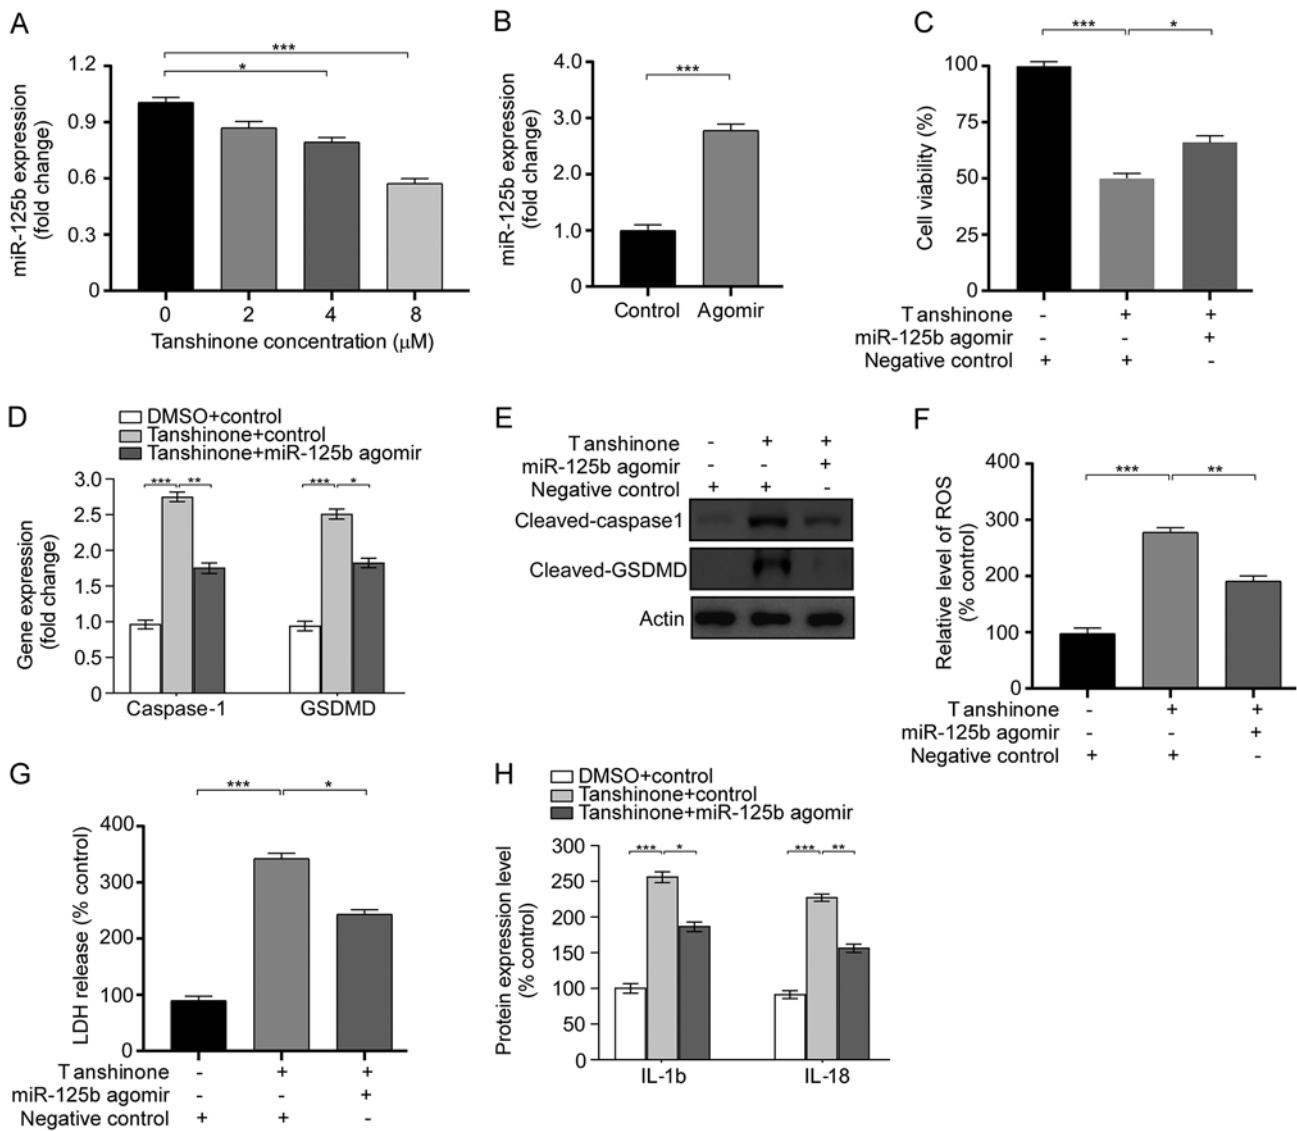 A
***
*
1.2
0.9
0.6
0.3
0
miR-125b expression
(fold change)
0 2 4 8
Tanshinone concentration (μM)
B
***
4.0
3.0
2.0
1.0
0
miR-125b expression
(fold change)
Control Agomir
C
*** *
100
75
50
25
0
Cell viability (%)
Tanshinone - + +
miR-125b agomir - - +
Negative control + + -
D
DMSO+control
Tanshinone+control
Tanshinone+miR-125b agomir
*** ** *** *
3.0
2.5
2.0
1.5
1.0
0.5
0
Gene expression
(fold change)
Caspase-1 GSDMD
E
Tanshinone - + +
miR-125b agomir - - +
Negative control + + -
Cleaved-caspase1
Cleaved-GSDMD
Actin
F
*** **
400
300
200
100
0
Relative level of ROS
(% control)
Tanshinone - + +
miR-125b agomir - - +
Negative control + + -
G
*** *
400
300
200
100
0
LDH release (% control)
Tanshinone - + +
miR-125b agomir - - +
Negative control + + -
H
DMSO+control
Tanshinone+control
Tanshinone+miR-125b agomir
*** * *** **
300
250
200
150
100
50
0
Protein expression level
(% control)
IL-1b IL-18